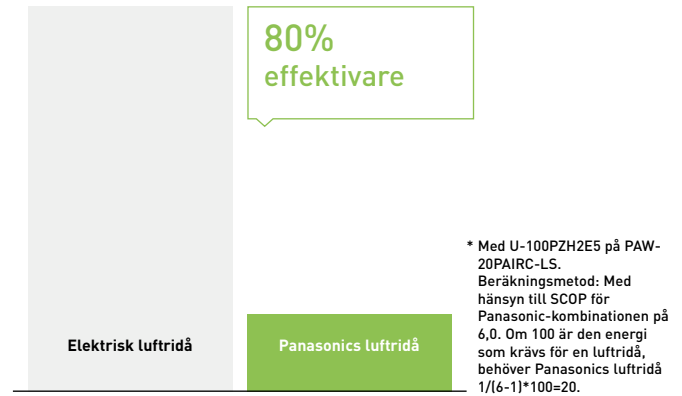 80%
effektivare
Elektrisk luftridå
Panasonics luftridå
* Med U-100PZH2E5 på PAW-
20PAIRC-LS.
Beräkningsmetod: Med
hänsyn till SCOP för
Panasonic-kombinationen på
6,0. Om 100 är den energi
som krävs för en luftridå,
behöver Panasonics luftridå
1/(6-1)*100=20.